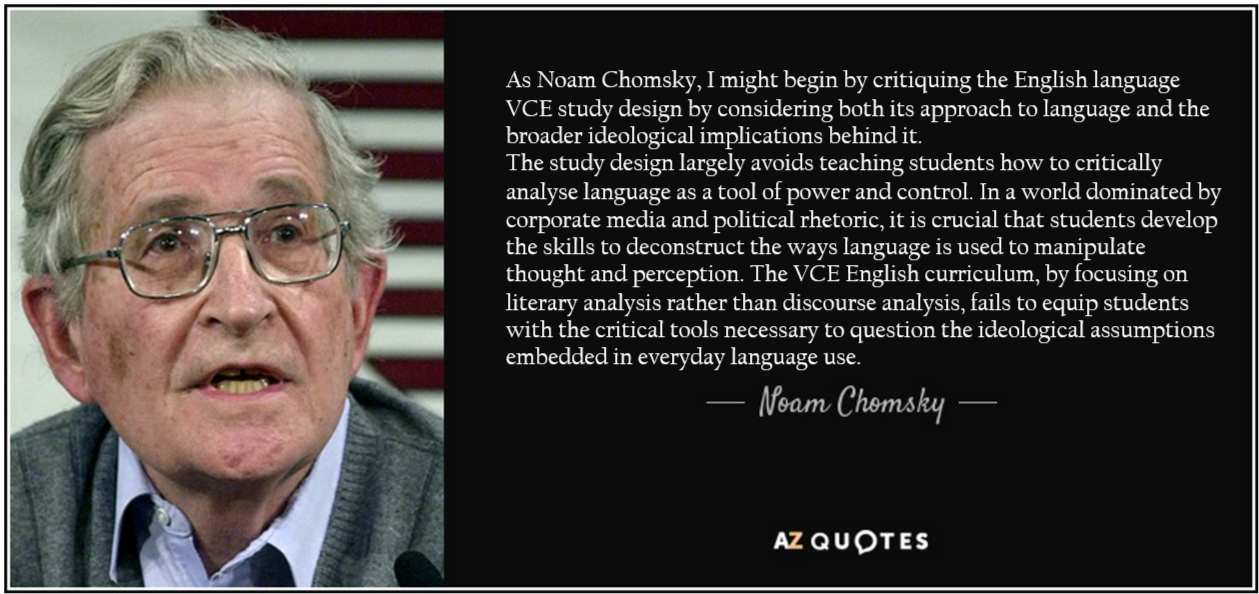 As Noam Chomsky, I might begin by critiquing the English language
VCE study design by considering both its approach to language and the
broader ideological implications behind it.
The study design largely avoids teaching students how to critically
analyse language as a tool of power and control. In a world dominated by
corporate media and political rhetoric, it is crucial that students develop
the skills to deconstruct the ways language is used to manipulate
thought and perception. The VCE English curriculum, by focusing on
literary analysis rather than discourse analysis, fails to equip students
with the critical tools necessary to question the ideological assumptions
embedded in everyday language use.
Noam Chomsky
AZ QUOTES